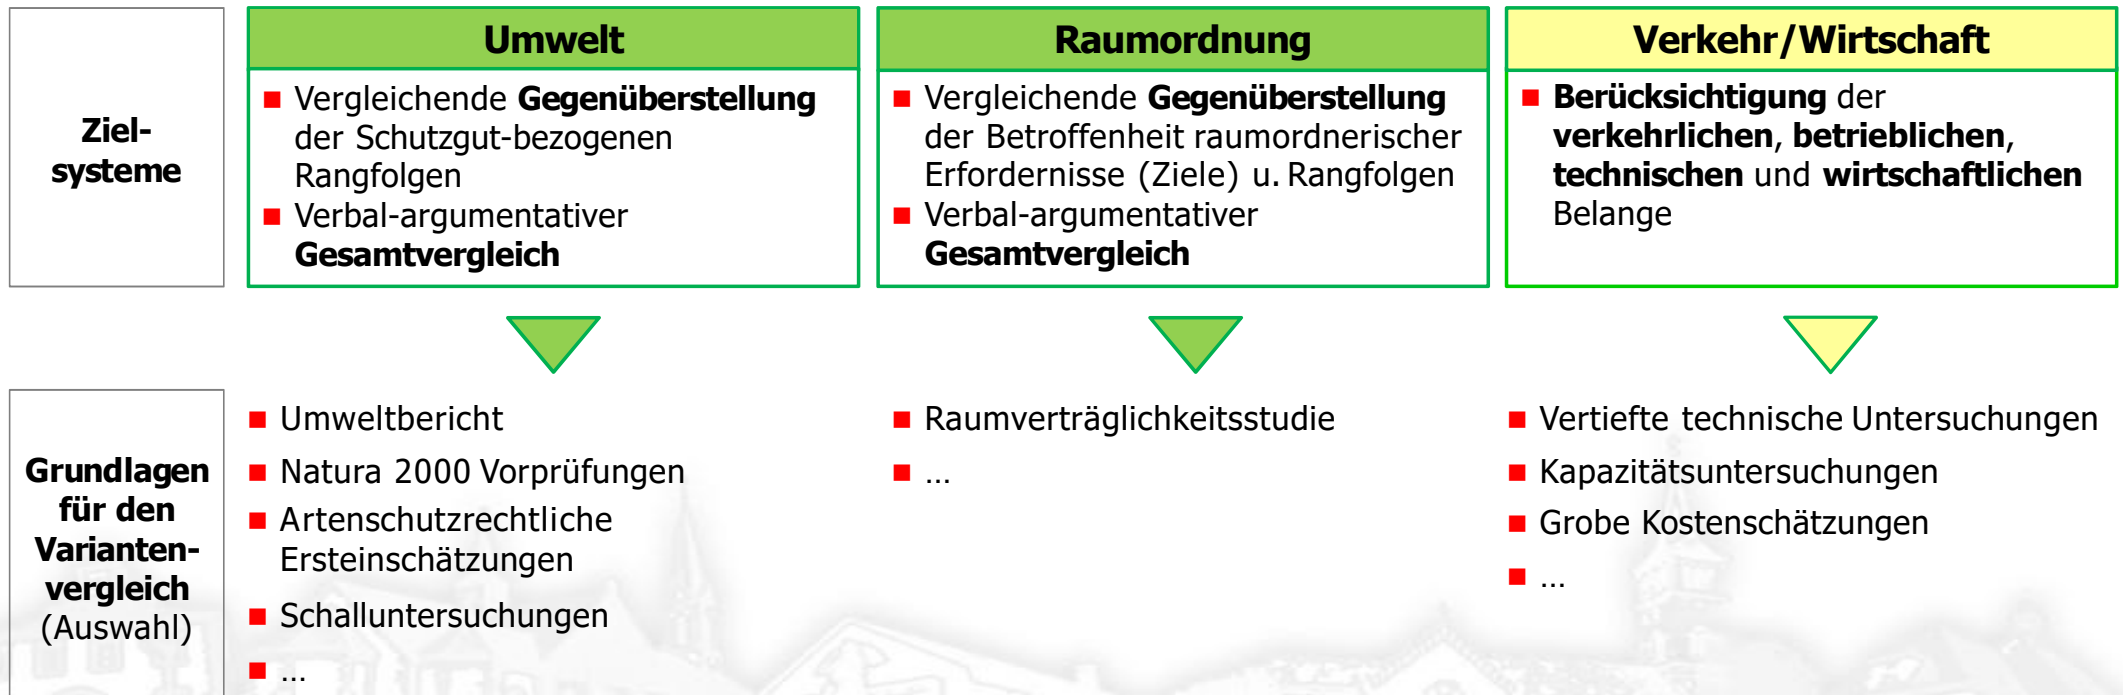 Ziel-
systeme
Umwelt
Vergleichende Gegenüberstellung
der Schutzgut-bezogenen
Rangfolgen
Verbal-argumentativer
Gesamtvergleich
Raumordnung
Vergleichende Gegenüberstellung
der Betroffenheit raumordnerischer
Erfordernisse (Ziele) u. Rangfolgen
Verbal-argumentativer
Gesamtvergleich
Verkehr/Wirtschaft
Berücksichtigung der
verkehrlichen, betrieblichen,
technischen und wirtschaftlichen
Belange
Grundlagen
für den
Varianten-
vergleich
(Auswahl)
Umweltbericht
Natura 2000 Vorprüfungen
Artenschutzrechtliche
Ersteinschätzungen
Schalluntersuchungen
...
Raumverträglichkeitsstudie
...
Vertiefte technische Untersuchungen
Kapazitätsuntersuchungen
Grobe Kostenschätzungen
...